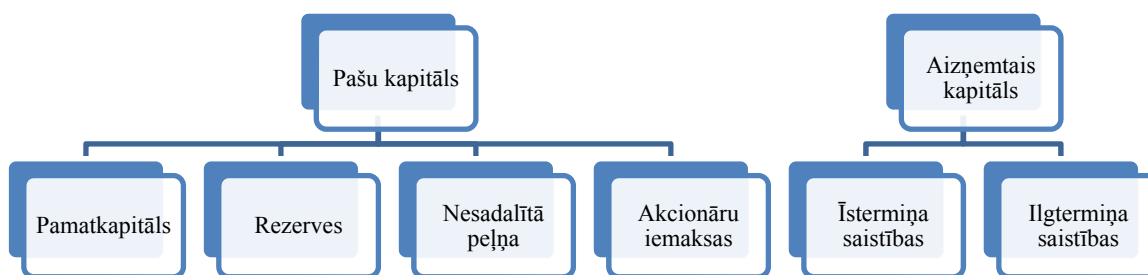 Pašu kapitāls
Aizņemtais
kapitāls
Pamatkapitāls
Rezerves
Nesadalītā
peļņa
Akcionāru
iemaksas
Īstermiņa
saistības
Ilgtermiņa
saistības